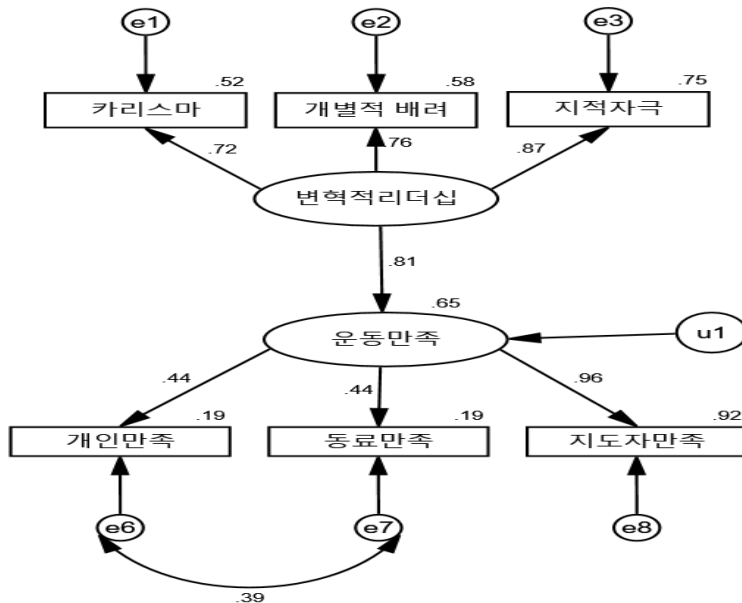 e1 e2 e3
.52 .58 .75
카리스마 개별적 배려 지적자극
.72 .76 .87
변혁적리더십
.81
.65
운동만족 u1
.44 .44 .96
.19 .19 .92
개인만족 동료만족 지도자만족
e6 e7 e8
.39